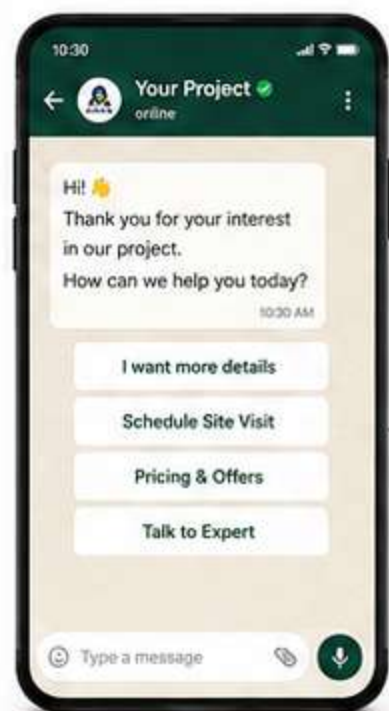 10:30
Your Project
online
Hi! 👋
Thank you for your interest
in our project.
How can we help you today?
10:30 AM
I want more details
Schedule Site Visit
Pricing & Offers
Talk to Expert
Type a message